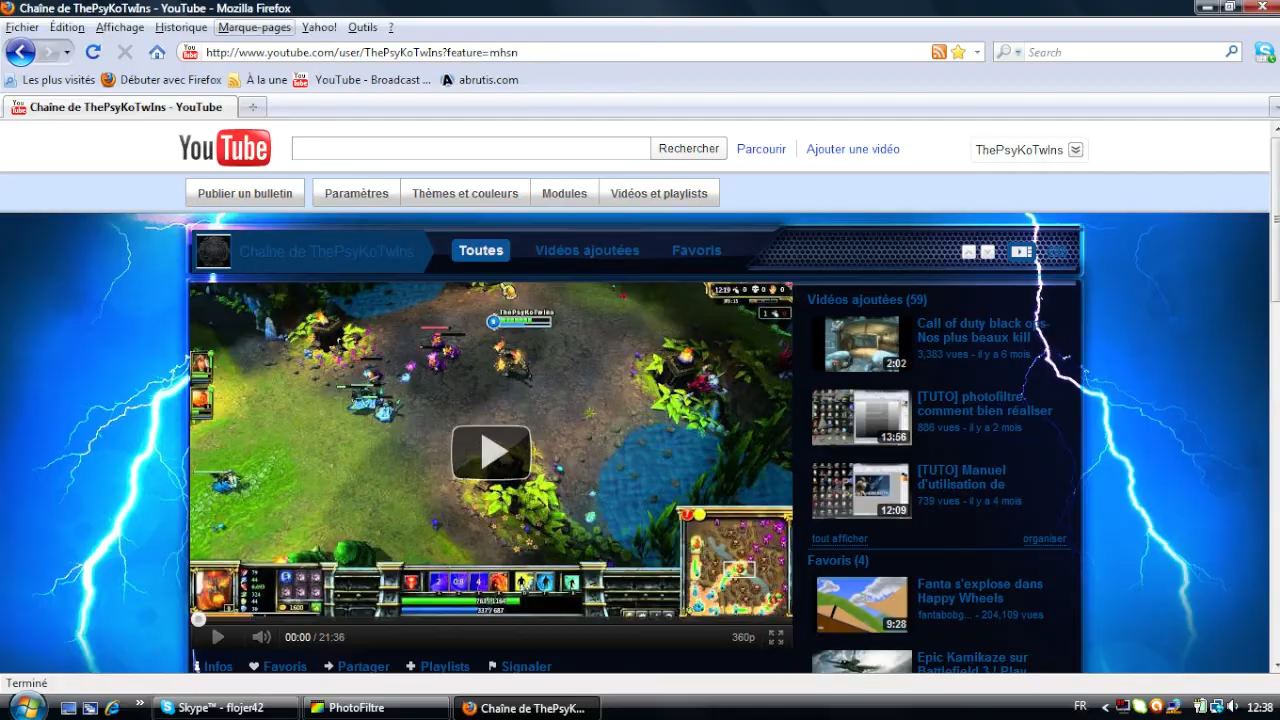 Chaîne de ThePsyKoTwIns - YouTube - Mozilla Firefox
Fichier Édition Affichage Historique Marque-pages Yahoo! Outils ?
http://www.youtube.com/user/ThePsyKoTwIns?feature=mhsn
Search
Les plus visités Débuter avec Firefox À la une YouTube - Broadcast ... abrutis.com
Chaîne de ThePsyKoTwIns - YouTube
YouTube
Rechercher
Parcourir
Ajouter une vidéo
ThePsyKoTwIns
Publier un bulletin
Paramètres
Thèmes et couleurs
Modules
Vidéos et playlists
Chaîne de ThePsyKoTwIns
Toutes
Vidéos ajoutées
Favoris
12:19
ThePsyKoTwIns
Vidéos ajoutées (59)
Call of duty black ops-
Nos plus beaux kill
3,383 vues - il y a 6 mois
2:02
[TUTO] photofiltre
comment bien réaliser
886 vues - il y a 2 mois
13:56
[TUTO] Manuel
d'utilisation de
739 vues - il y a 4 mois
12:09
tout afficher
organiser
Favoris (4)
Fanta s'explose dans
Happy Wheels
fantabobg... - 204,109 vues
9:28
Epic Kamikaze sur
Battlefield 3 ! Play
1600
337/ 687
00:00 / 21:36
360p
Infos
Favoris
Partager
Playlists
Signaler
Terminé
Skype™ - flojer42
PhotoFiltre
Chaîne de ThePsyK...
FR
12:38